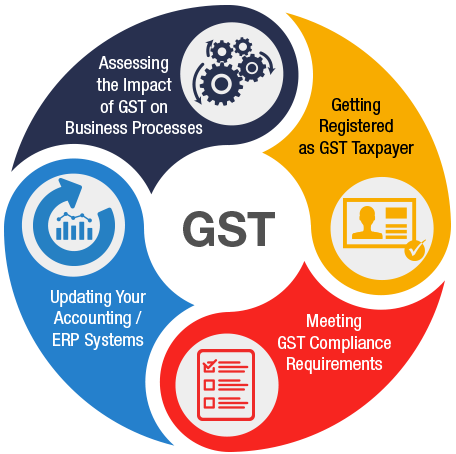 Assessing
the Impact
of GST on
Business Processes
Getting
Registered
as GST Taxpayer
GST
Updating Your
Accounting /
ERP Systems
Meeting
GST Compliance
Requirements